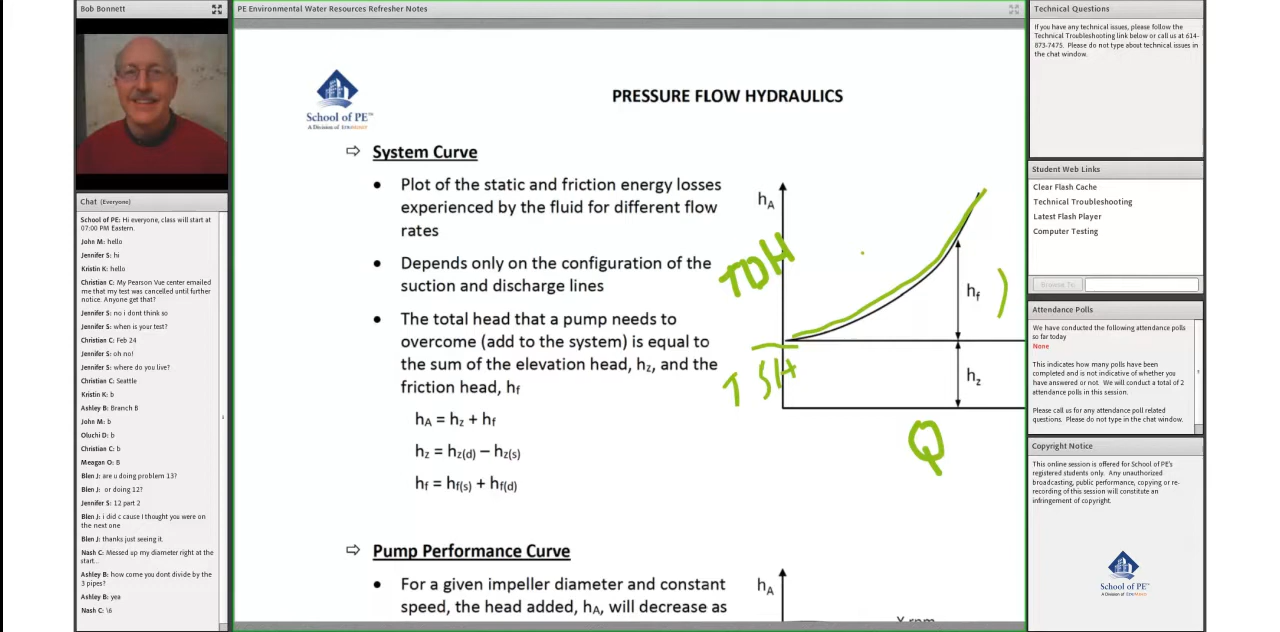 Bob Bonnett
Chat (Everyone)
School of PE: Hi everyone, class will start at
07:00 PM Eastern.
John M: hello
Jennifer S: hi
Kristin K: hello
Christian C: My Pearson Vue center emailed
me that my test was cancelled until further
notice. Anyone get that?
Jennifer S: no i dont think so
Jennifer S: when is your test?
Christian C: Feb 24
Jennifer S: oh no!
Jennifer S: where do you live?
Christian C: Seattle
Kristin K: b
Ashley B: Branch B
John M: b
Oluchi D: b
Christian C: b
Meagan O: B
Blen J: are u doing problem 13?
Blen J: or doing 12?
Jennifer S: 12 part 2
Blen J: i did c cause I thought you were on
the next one
Blen J: thanks just seeing it.
Nash C: Messed up my diameter right at the
start...
Ashley B: how come you dont divide by the
3 pipes?
Ashley B: yea
Nash C: \6
PE Environmental Water Resources Refresher Notes
School of PE™
PRESSURE FLOW HYDRAULICS
⇨ System Curve
• Plot of the static and friction energy losses
experienced by the fluid for different flow
rates
• Depends only on the configuration of the
suction and discharge lines
• The total head that a pump needs to
overcome (add to the system) is equal to
the sum of the elevation head, hz, and the
friction head, hf
hA = hz + hf
hz = hz(d) – hz(s)
hf = hf(s) + hf(d)
hA
TDH
hf
)
TSH
hz
Q
⇨ Pump Performance Curve
• For a given impeller diameter and constant
speed, the head added, hA, will decrease as
hA
X rpm
Technical Questions
If you have any technical issues, please follow the
Technical Troubleshooting link below or call us at 614-
873-7475. Please do not type about technical issues in
the chat window.
Student Web Links
Clear Flash Cache
Technical Troubleshooting
Latest Flash Player
Computer Testing
Browse To
Attendance Polls
We have conducted the following attendance polls
so far today
None
This indicates how many polls have been
completed and is not indicative of whether you
have answered or not. We will conduct a total of 2
attendance polls in this session.
Please call us for any attendance poll related
questions. Please do not type in the chat window.
Copyright Notice
This online session is offered for School of PE's
registered students only. Any unauthorized
broadcasting, public performance, copying or re-
recording of this session will constitute an
infringement of copyright.
School of PE™